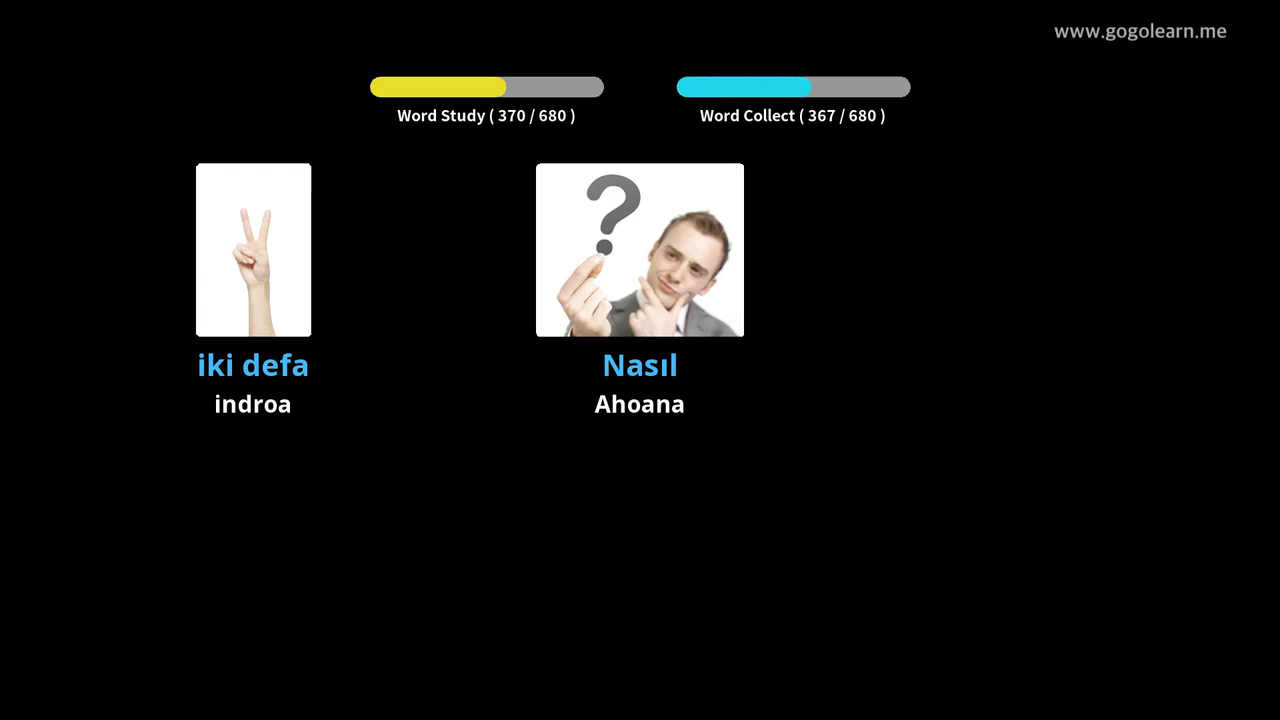 www.gogolearn.me
Word Study ( 370 / 680 )
Word Collect ( 367 / 680 )
iki defa
indroa
Nasıl
Ahoana